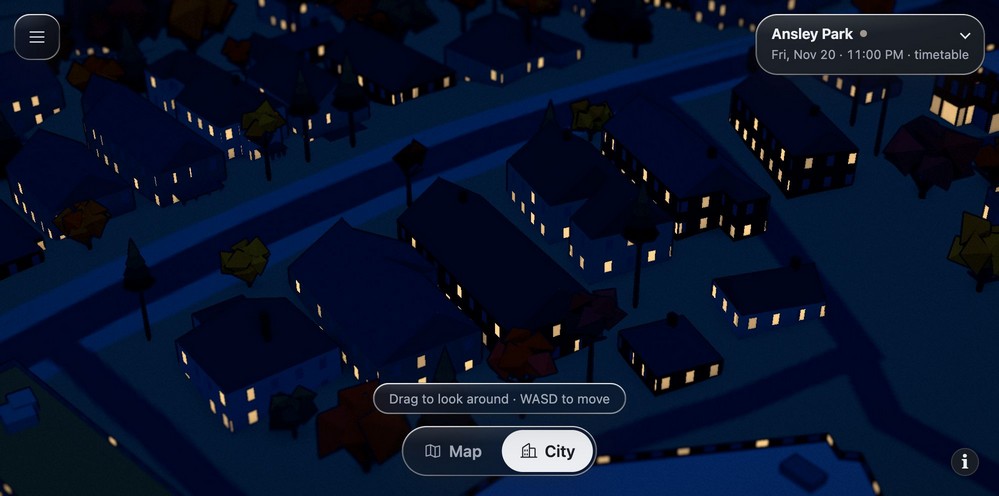 Ansley Park
Fri, Nov 20 · 11:00 PM · timetable
Drag to look around · WASD to move
Map
City
i